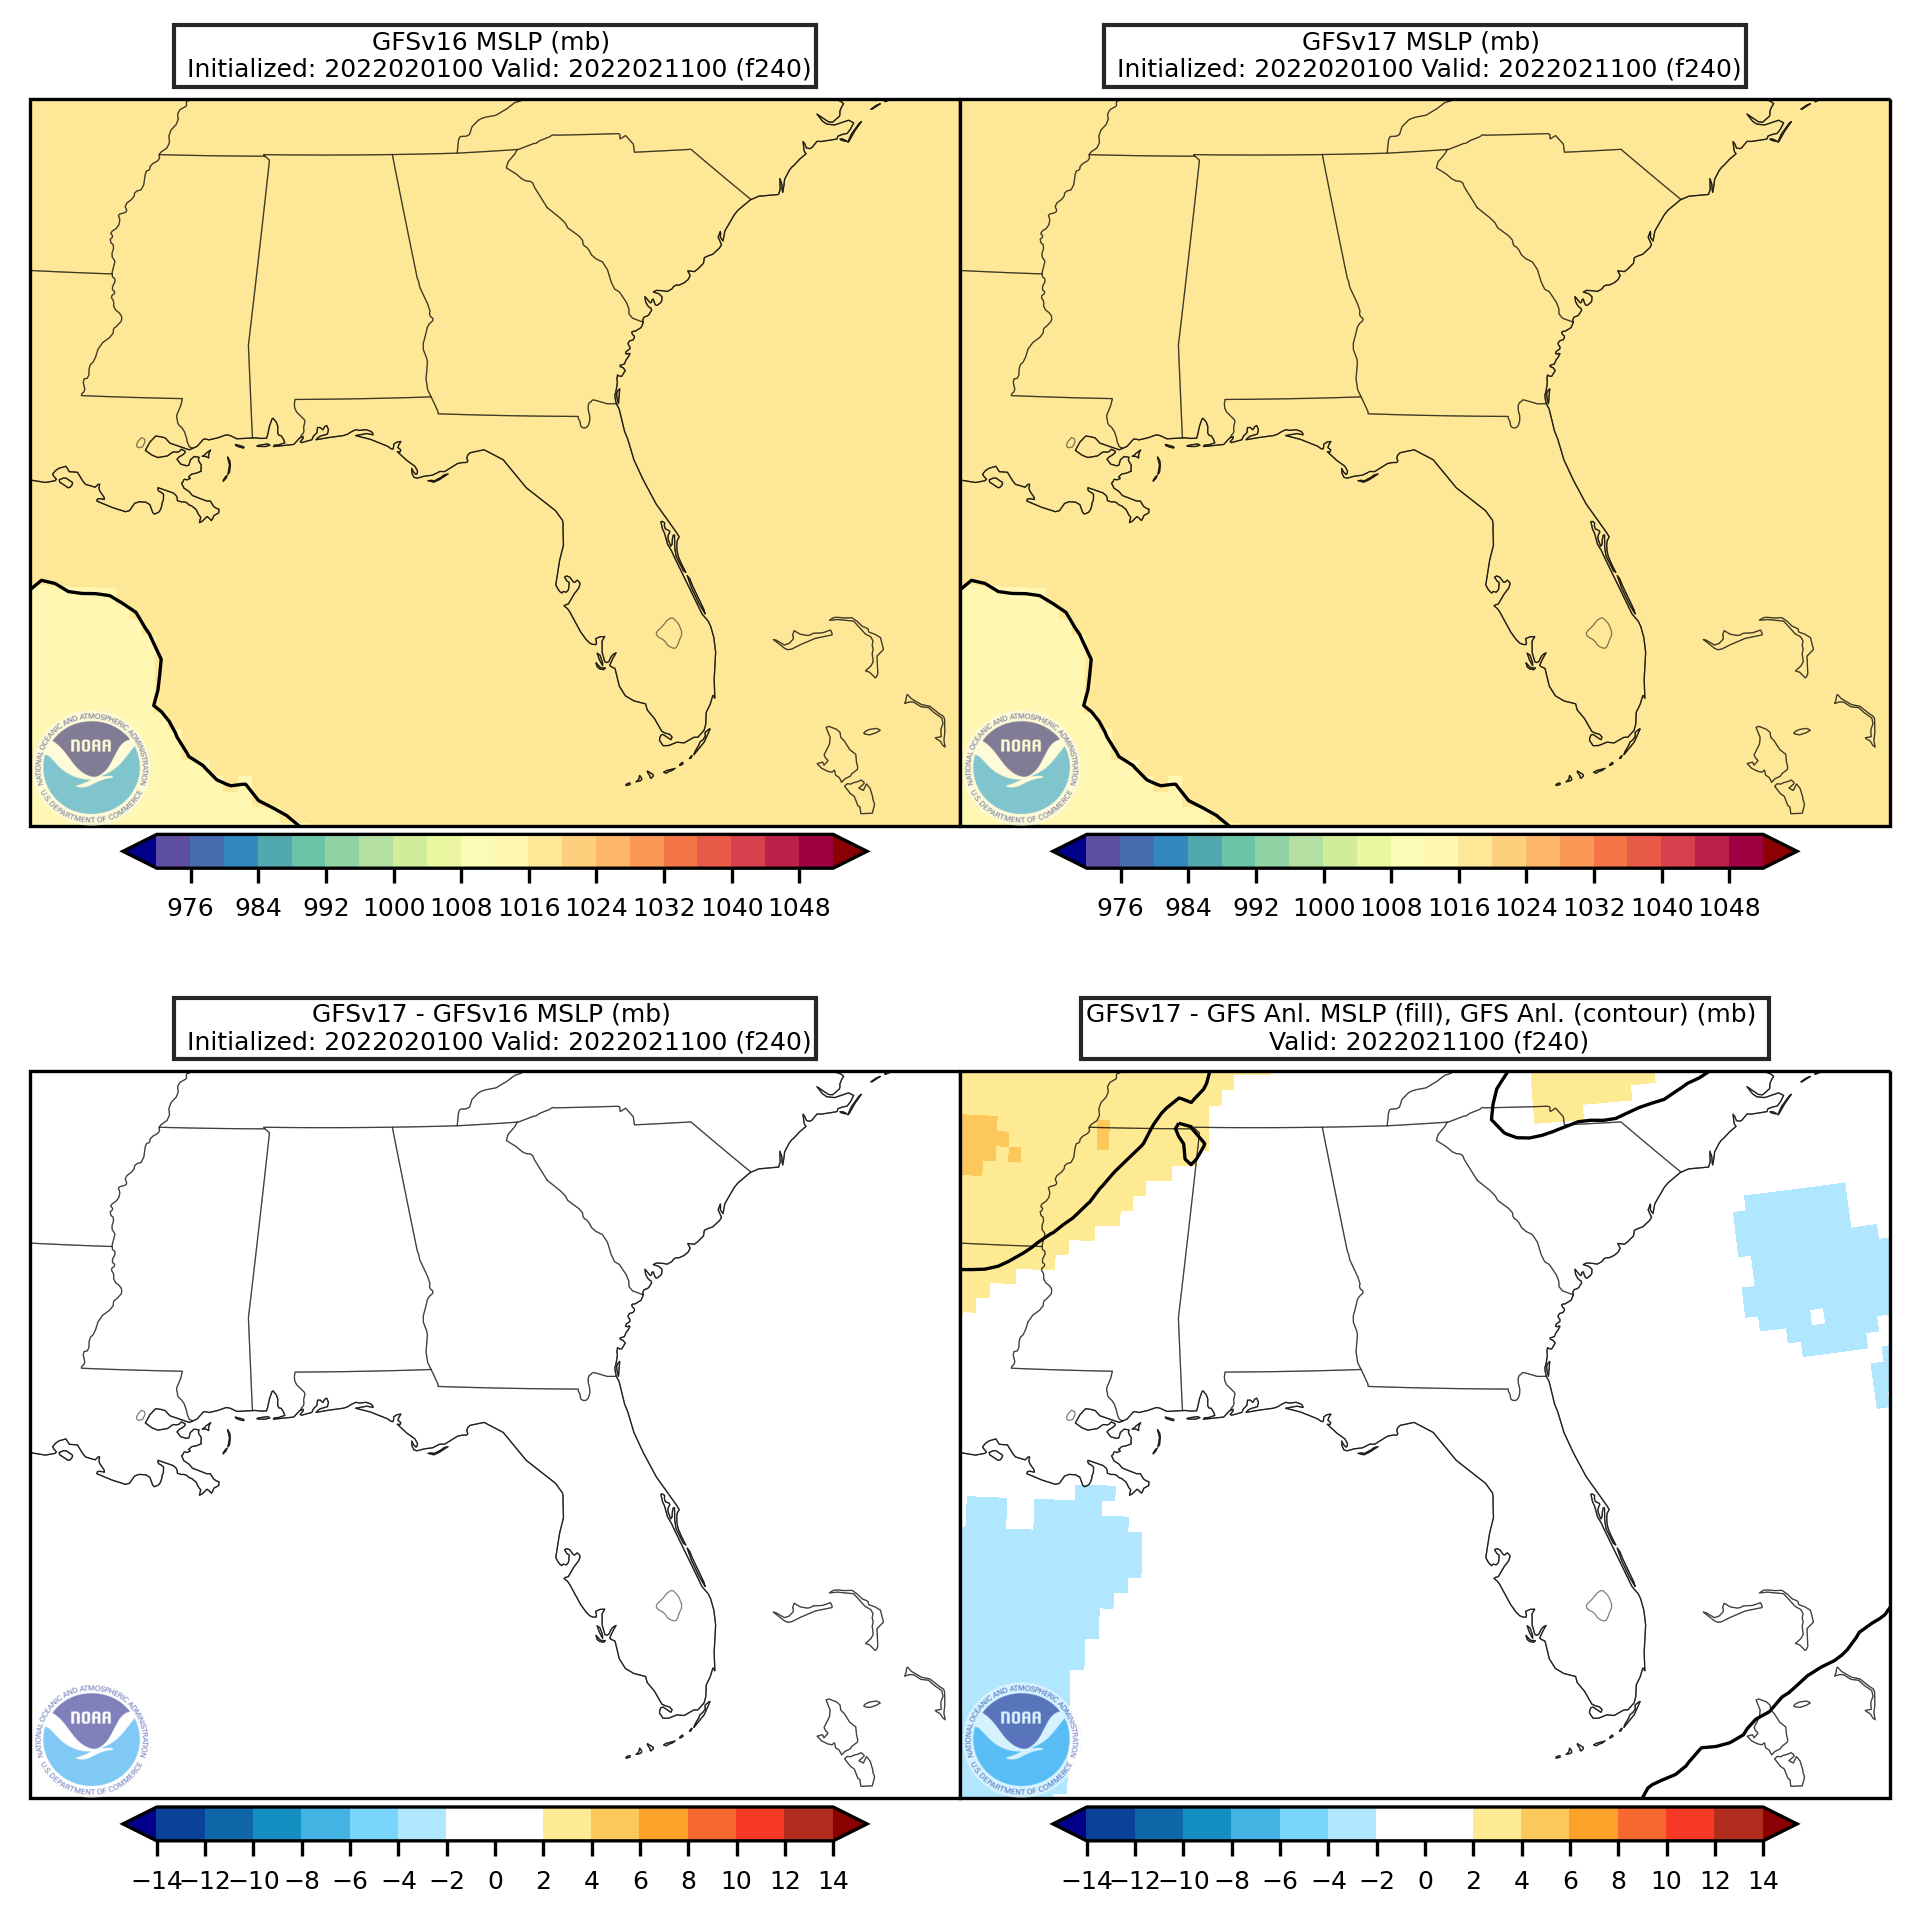 GFSv16 MSLP (mb)
Initialized: 2022020100 Valid: 2022021100 (f240)
GFSv17 MSLP (mb)
Initialized: 2022020100 Valid: 2022021100 (f240)
NATIONAL OCEANIC AND ATMOSPHERIC ADMINISTRATION
NOAA
U.S. DEPARTMENT OF COMMERCE
NATIONAL OCEANIC AND ATMOSPHERIC ADMINISTRATION
NOAA
U.S. DEPARTMENT OF COMMERCE
976 984 992 1000 1008 1016 1024 1032 1040 1048
976 984 992 1000 1008 1016 1024 1032 1040 1048
GFSv17 - GFSv16 MSLP (mb)
Initialized: 2022020100 Valid: 2022021100 (f240)
GFSv17 - GFS Anl. MSLP (fill), GFS Anl. (contour) (mb)
Valid: 2022021100 (f240)
NATIONAL OCEANIC AND ATMOSPHERIC ADMINISTRATION
NOAA
U.S. DEPARTMENT OF COMMERCE
NATIONAL OCEANIC AND ATMOSPHERIC ADMINISTRATION
NOAA
U.S. DEPARTMENT OF COMMERCE
−14 −12 −10 −8 −6 −4 −2 0 2 4 6 8 10 12 14
−14 −12 −10 −8 −6 −4 −2 0 2 4 6 8 10 12 14